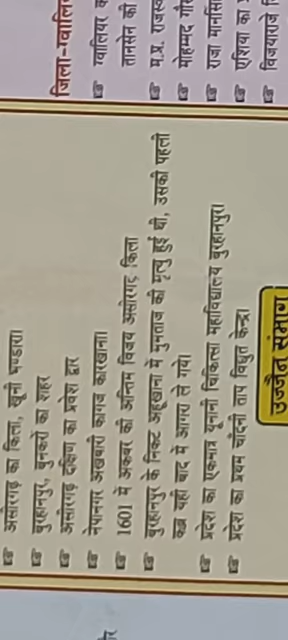 जिला-ग्वालि
ग्वालियर क
तानसेन की
म.प्र. राजस्व
मोहम्मद गौ
राजा मानसि
एशिया का प्र
विजयाराजे सि
असीरगढ़ का किला, खूनी भण्डारा।
बुरहानपुर, बुनकरों का शहर
असीरगढ़ दक्षिण का प्रवेश द्वार
नेपानगर अखबारी कागज कारखाना।
1601 में अकबर की अन्तिम विजय असीरगढ़ किला
बुरहानपुर के निकट अहूखाना में मुमताज की मृत्यु हुई थी, उसकी पहली
कब्र यही बाद में आगरा ले गये।
प्रदेश का एकमात्र यूनानी चिकित्सा महाविद्यालय बुरहानपुर।
प्रदेश का प्रथम चाँदनी ताप विद्युत केन्द्र।
उज्जैन संभाग